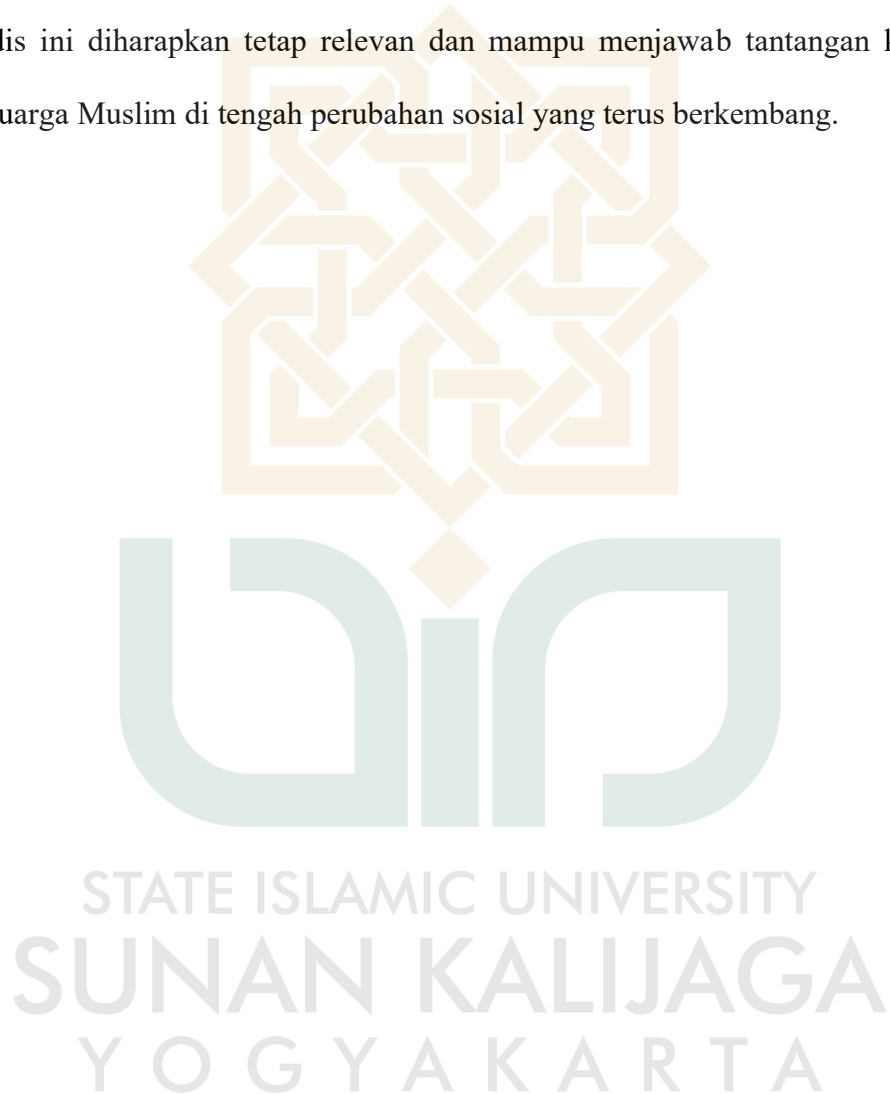 dis ini diharapkan tetap relevan dan mampu menjawab tantangan
uarga Muslim di tengah perubahan sosial yang terus berkembang.
STATE ISLAMIC UNIVERSITY
SUNAN KALIJAGA
YOGYAKARTA